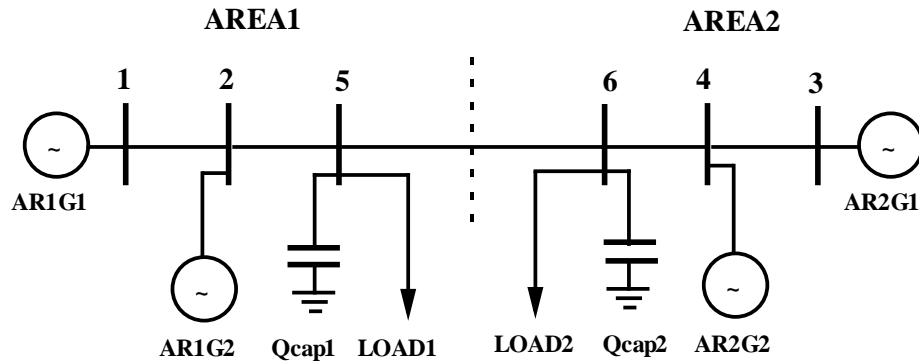 AREA1 AREA2
1 2 5 6 4 3
~ ~
AR1G1 AR2G1
~ ~
AR1G2 Qcap1 LOAD1 LOAD2 Qcap2 AR2G2